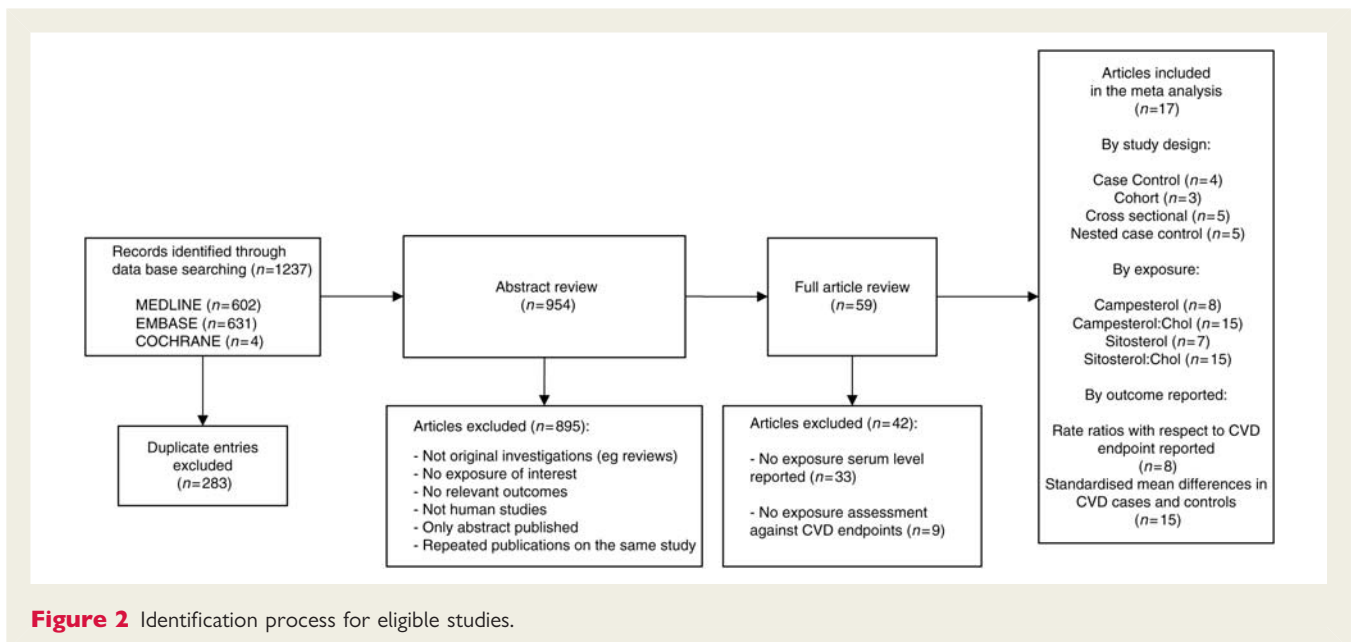 Records identified through
data base searching (n=1237)
MEDLINE (n=602)
EMBASE (n=631)
COCHRANE (n=4)
Duplicate entries
excluded
(n=283)
Abstract review
(n=954)
Articles excluded (n=895):
- Not original investigations (eg reviews)
- No exposure of interest
- No relevant outcomes
- Not human studies
- Only abstract published
- Repeated publications on the same study
Full article review
(n=59)
Articles excluded (n=42):
- No exposure serum level
reported (n=33)
- No exposure assessment
against CVD endpoints (n=9)
Articles included
in the meta analysis
(n=17)
By study design:
Case Control (n=4)
Cohort (n=3)
Cross sectional (n=5)
Nested case control (n=5)
By exposure:
Campesterol (n=8)
Campesterol:Chol (n=15)
Sitosterol (n=7)
Sitosterol:Chol (n=15)
By outcome reported:
Rate ratios with respect to CVD
endpoint reported
(n=8)
Standardised mean differences in
CVD cases and controls
(n=15)
Figure 2 Identification process for eligible studies.